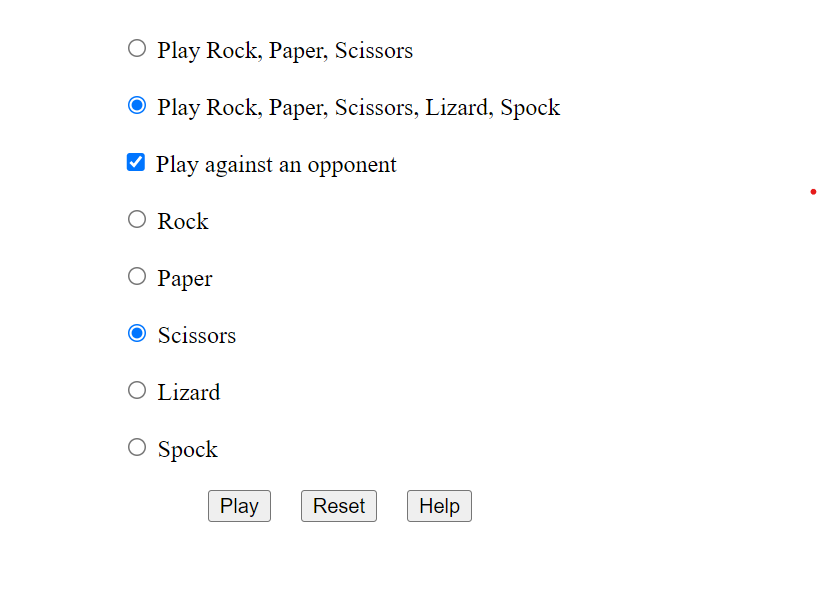 Play Rock, Paper, Scissors
Play Rock, Paper, Scissors, Lizard, Spock
Play against an opponent
Rock
Paper
Scissors
Lizard
Spock
Play Reset Help